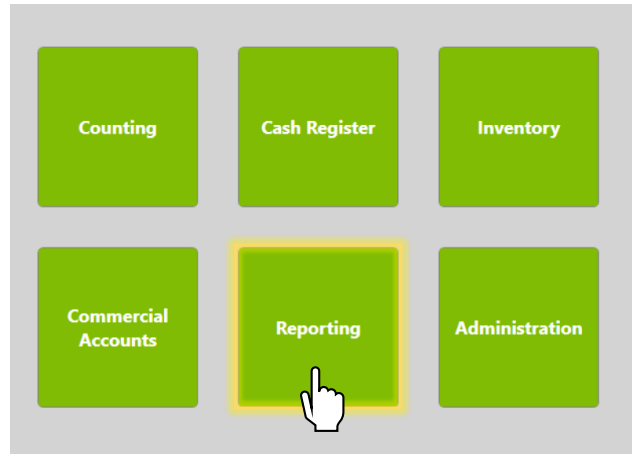 Counting
Cash Register
Inventory
Commercial
Accounts
Reporting
Administration